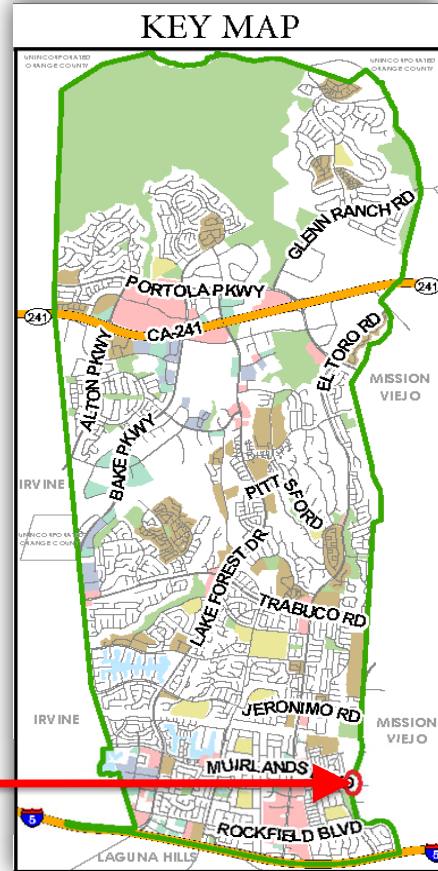 KEY MAP
UNINCORPORATED
ORANGE COUNTY
UNINCORPORATED
ORANGE COUNTY
GLENN RANCH RD
PORTOLA PKWY
241
241
CA-241
EL TORO RD
ALTON PKWY
MISSION
VIEJO
BAKE PKWY
IRVINE
PITTSFORD
UNINCORPORATED
ORANGE COUNTY
LAKE FOREST DR
TRABUCO RD
JERONIMO RD
IRVINE
MISSION
VIEJO
MUIRLANDS
5
ROCKFIELD BLVD
5
LAGUNA HILLS